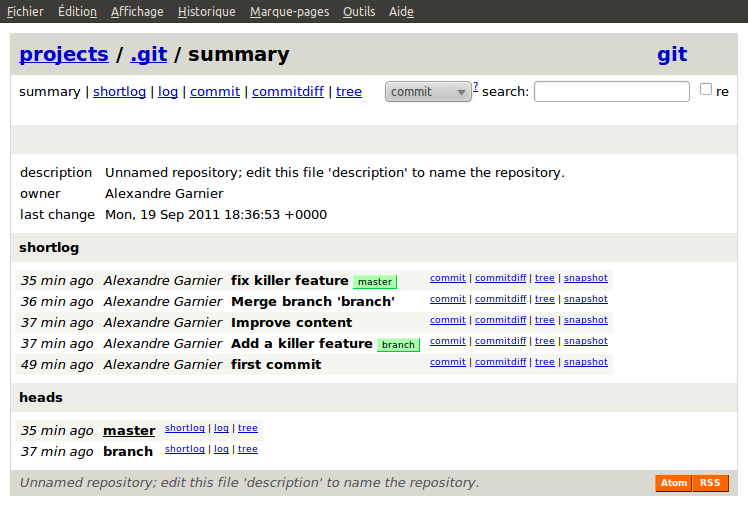 Fichier Édition Affichage Historique Marque-pages Outils Aide
projects / .git / summary git
summary | shortlog | log | commit | commitdiff | tree commit ? search: re
description Unnamed repository; edit this file 'description' to name the repository.
owner Alexandre Garnier
last change Mon, 19 Sep 2011 18:36:53 +0000
shortlog
35 min ago Alexandre Garnier fix killer feature master commit | commitdiff | tree | snapshot
36 min ago Alexandre Garnier Merge branch 'branch' commit | commitdiff | tree | snapshot
37 min ago Alexandre Garnier Improve content commit | commitdiff | tree | snapshot
37 min ago Alexandre Garnier Add a killer feature branch commit | commitdiff | tree | snapshot
49 min ago Alexandre Garnier first commit commit | commitdiff | tree | snapshot
heads
35 min ago master shortlog | log | tree
37 min ago branch shortlog | log | tree
Unnamed repository; edit this file 'description' to name the repository. Atom RSS